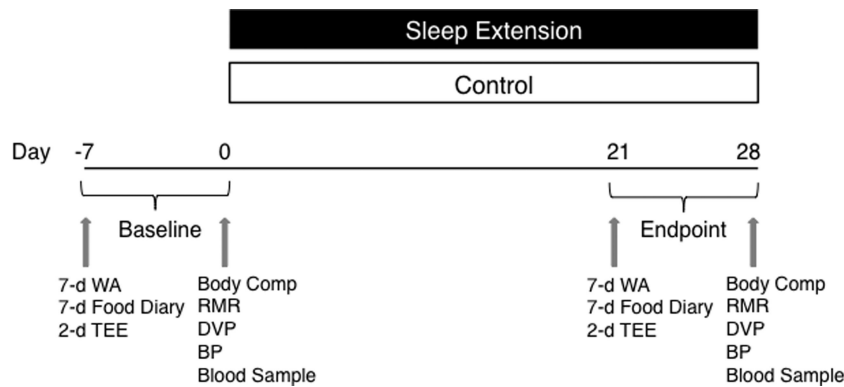 Sleep Extension
Control
Day -7 0 21 28
Baseline Endpoint
7-d WA
7-d Food Diary
2-d TEE
Body Comp
RMR
DVP
BP
Blood Sample
7-d WA
7-d Food Diary
2-d TEE
Body Comp
RMR
DVP
BP
Blood Sample